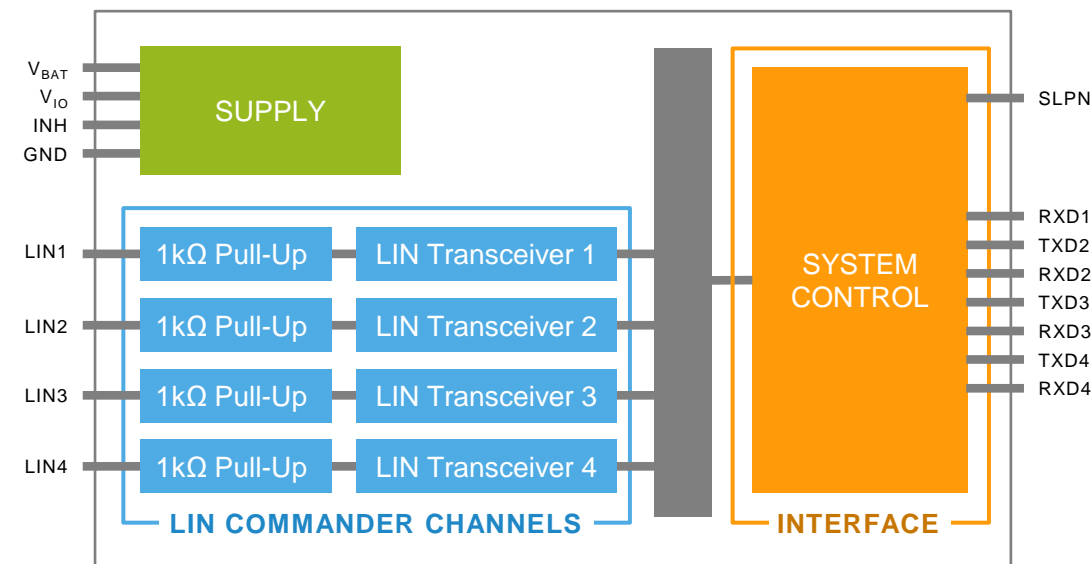 V_BAT
V_IO
INH
GND
SUPPLY
LIN1
1kΩ Pull-Up
LIN Transceiver 1
LIN2
1kΩ Pull-Up
LIN Transceiver 2
LIN3
1kΩ Pull-Up
LIN Transceiver 3
LIN4
1kΩ Pull-Up
LIN Transceiver 4
LIN COMMANDER CHANNELS
SYSTEM
CONTROL
INTERFACE
SLPN
RXD1
TXD2
RXD2
TXD3
RXD3
TXD4
RXD4